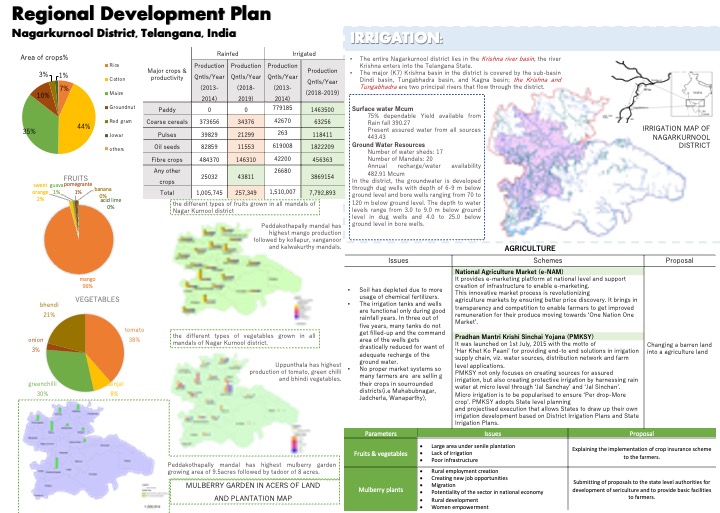 Regional Development Plan
Nagarkurnool District, Telangana, India
Area of crops%
3%
1%
7%
10%
35%
44%
Rice
Cotton
Maize
Groundnut
Red gram
Jowar
others
Major crops & productivity
Rainfed
Irrigated
Production Qntls/Year (2013-2014)
Production Qntls/Year (2018-2019)
Production Qntls/Year (2013-2014)
Production Qntls/Year (2018-2019)
Paddy 0 0 779185 1463500
Coarse cereals 373656 34376 42670 63256
Pulses 39829 21299 263 118411
Oil seeds 82859 11553 619008 1822209
Fibre crops 484370 146310 42200 456363
Any other crops 25032 43811 26680 3869154
Total 1,005,745 257,349 1,510,007 7,792,893
FRUITS
sweet orange 2%
guava 1%
pomegranate 1%
banana 0%
acid lime 0%
mango
the different types of fruits grown in all mandals of Nagar Kurnool district
Peddakothapally mandal has highest mango production followed by kollapur, vanganoor and kalwakurthy mandals.
VEGETABLES
bhendi 21%
onion 3%
greenchilli 30%
tomato 38%
brinjal 8%
the different types of vegetables grown in all mandals of Nagar Kurnool district.
Uppunuthala has highest production of tomato, green chilli and bhindi vegetables.
Peddakothapally mandal has highest mulberry garden growing area of 9.5acres followed by tadoor of 8 acres.
MULBERRY GARDEN IN ACERS OF LAND
AND PLANTATION MAP
IRRIGATION:
The entire Nagarkurnool district lies in the Krishna river basin, the river Krishna enters into the Telangana State.
The major (K7) Krishna basin in the district is covered by the sub-basin Dindi basin, Tungabhadra basin, and Kagna basin; the Krishna and Tungabhadra are two principal rivers that flow through the district.
Surface water Mcum
75% dependable Yield available from Rain fall 390.27
Present assured water from all sources 443.43
Ground Water Resources
Number of water sheds: 17
Number of Mandals: 20
Annual recharge/water availability 482.91 Mcum
In the district, the groundwater is developed through dug wells with depth of 6-9 m below ground level and bore wells ranging from 70 to 120 m below ground level. The depth to water levels range from 3.0 to 9.0 m below ground level in dug wells and 4.0 to 25.0 below ground level in bore wells.
IRRIGATION MAP OF NAGARKURNOOL DISTRICT
AGRICULTURE
Issues
Schemes
Proposal
Soil has depleted due to more usage of chemical fertilizers.
The irrigation tanks and wells are functional only during good rainfall years. In three out of five years, many tanks do not get filled-up and the command area of the wells gets drastically reduced for want of adequate recharge of the ground water.
No proper market systems so many farmers are are selling their crops in sourrounded districts(i.e Mahabubnagar, Jadcherla, Wanaparthy),
National Agriculture Market (e-NAM)
It provides e-marketing platform at national level and support creation of infrastructure to enable e-marketing.
This innovative market process is revolutionizing agriculture markets by ensuring better price discovery. It brings in transparency and competition to enable farmers to get improved remuneration for their produce moving towards 'One Nation One Market'.
Pradhan Mantri Krishi Sinchai Yojana (PMKSY)
It was launched on 1st July, 2015 with the motto of 'Har Khet Ko Paani' for providing end-to-end solutions in irrigation supply chain, viz. water sources, distribution network and farm level applications.
PMKSY not only focuses on creating sources for assured irrigation, but also creating protective irrigation by harnessing rain water at micro level through 'Jal Sanchay' and 'Jal Sinchan'.
Micro irrigation is to be popularised to ensure 'Per drop-More crop'. PMKSY adopts State level planning and projectised execution that allows States to draw up their own irrigation development based on District Irrigation Plans and State Irrigation Plans.
Changing a barren land into a agriculture land
Parameters
Issues
Proposal
Fruits & vegetables
Large area under senile plantation
Lack of irrigation
Poor infrastructure
Explaining the implementation of crop insurance scheme to the farmers.
Mulberry plants
Rural employment creation
Creating new job opportunities
Migration
Potentiality of the sector in national economy
Rural development
Women empowerment
Submitting of proposals to the state level authorities for development of sericulture and to provide basic facilities to farmers.